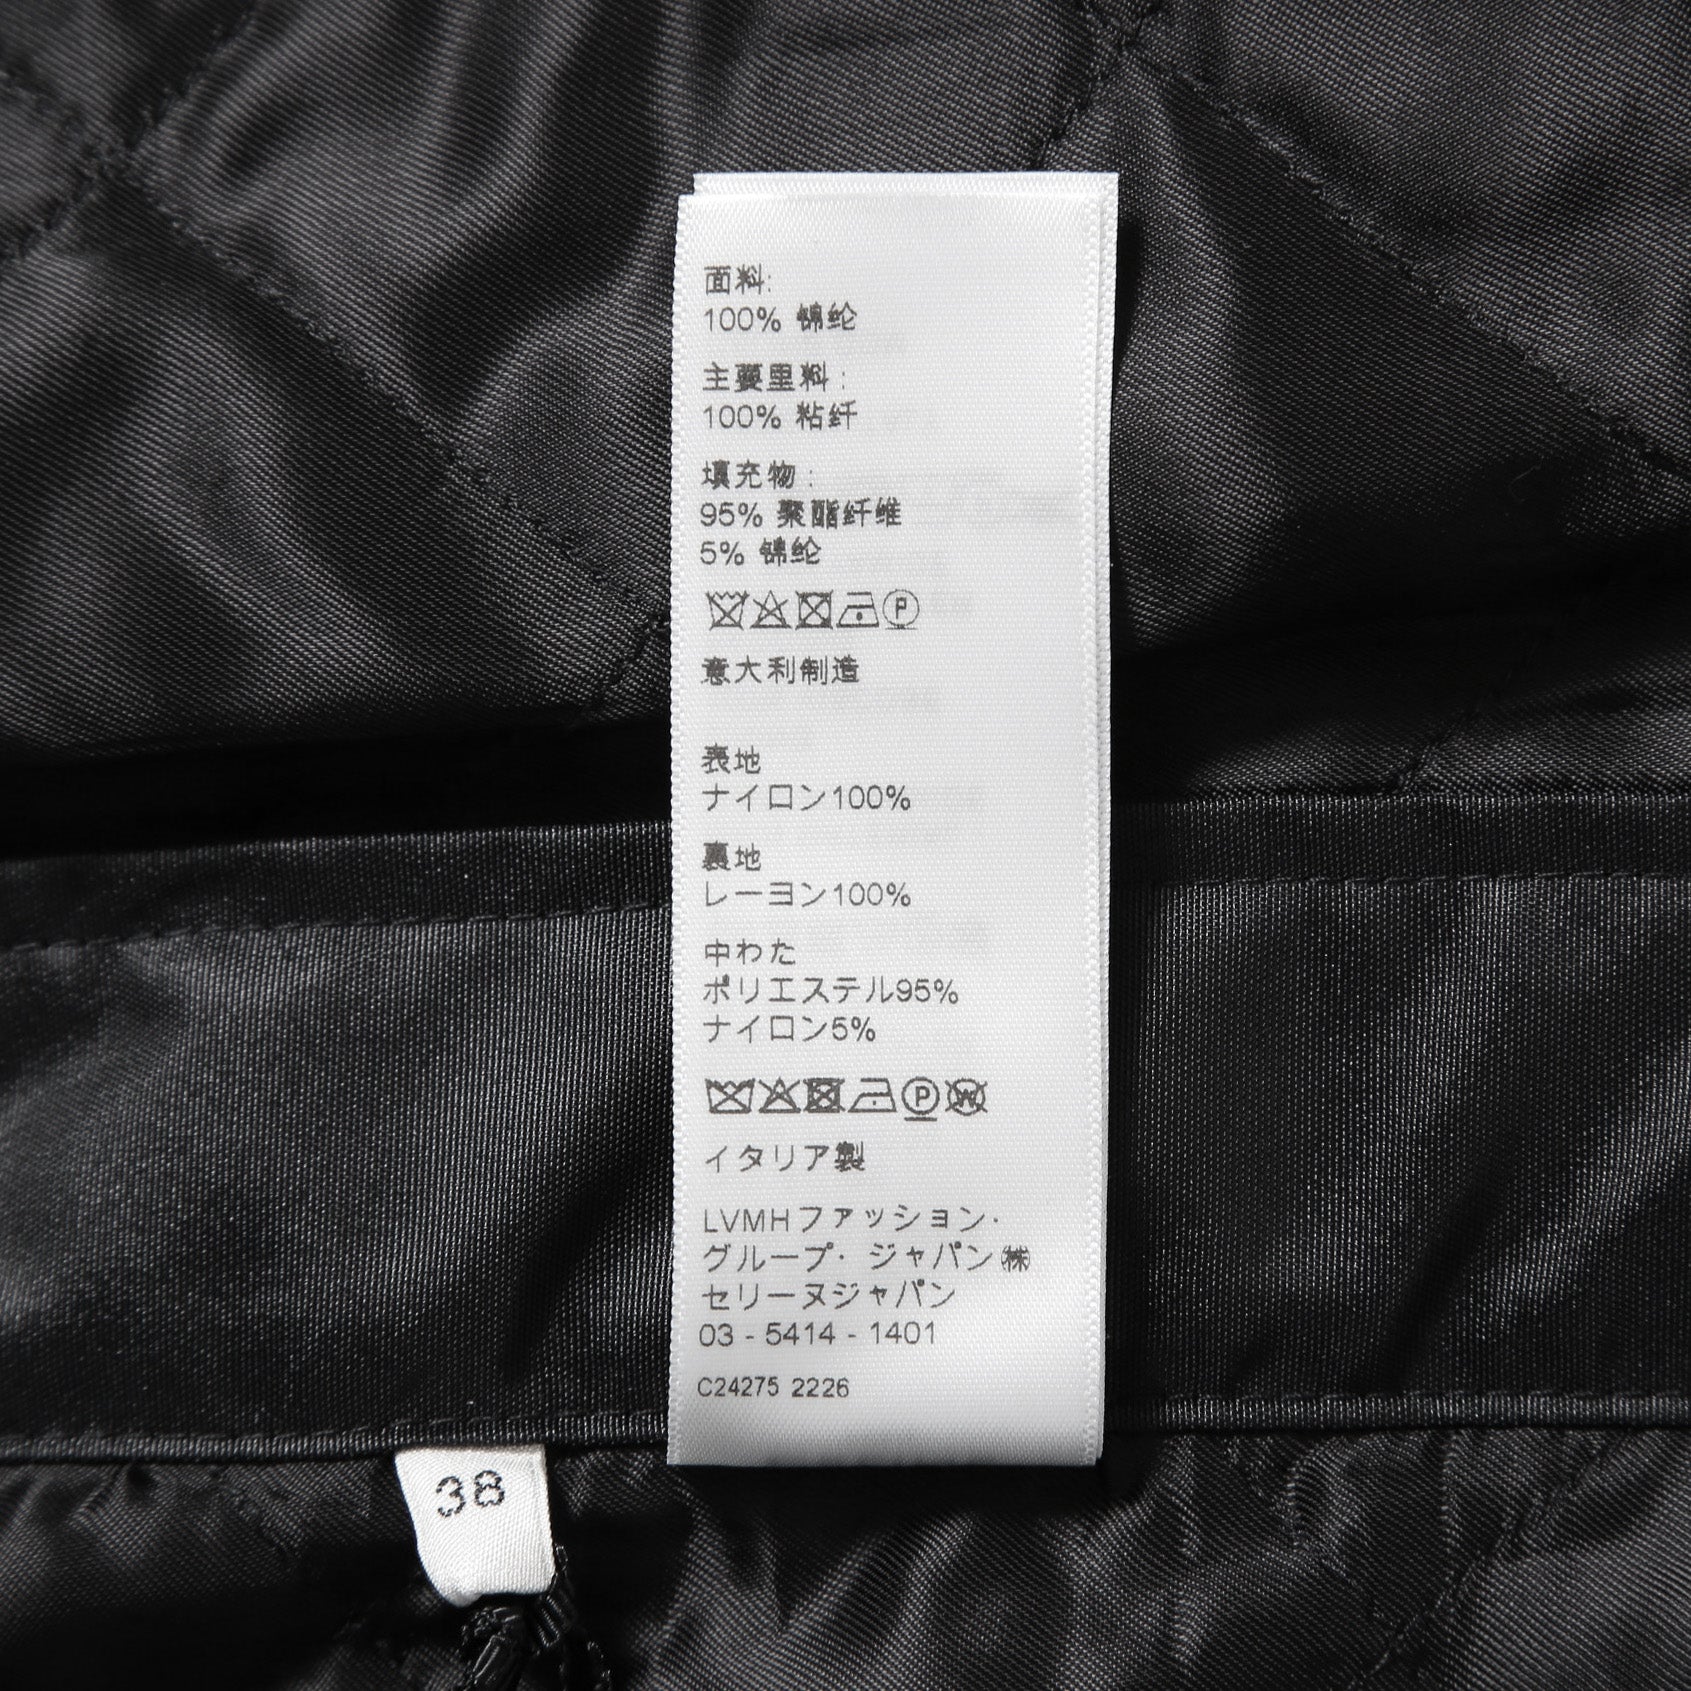 面料:
100% 锦纶
主要里料:
100% 粘纤
填充物:
95% 聚酯纤维
5% 锦纶
P
意大利制造
表地
ナイロン100%
裏地
レーヨン100%
中わた
ポリエステル95%
ナイロン5%
P W
イタリア製
LVMHファッション・
グループ・ジャパン㈱
セリーヌジャパン
03 - 5414 - 1401
C24275 2226
38